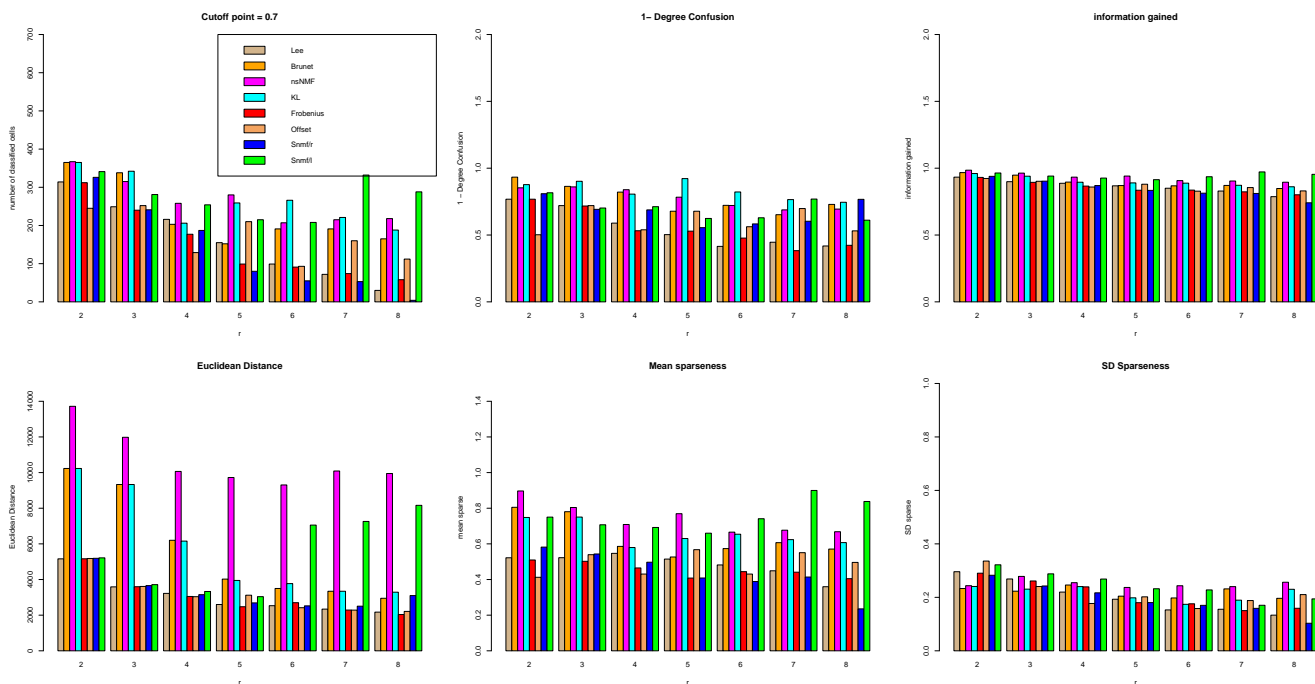 Cutoff point = 0.7
number of classified cells
0 100 200 300 400 500 600 700
Lee
Brunet
nsNMF
KL
Frobenius
Offset
Snmf/r
Snmf/l
2 3 4 5 6 7 8
r
1− Degree Confusion
1 − Degree Confusion
0.0 0.5 1.0 1.5 2.0
2 3 4 5 6 7 8
r
information gained
information gained
0.0 0.5 1.0 1.5 2.0
2 3 4 5 6 7 8
r
Euclidean Distance
Euclidean Distance
0 2000 4000 6000 8000 10000 12000 14000
2 3 4 5 6 7 8
r
Mean sparseness
mean sparse
0.0 0.2 0.4 0.6 0.8 1.0 1.2 1.4
2 3 4 5 6 7 8
r
SD Sparseness
SD sparse
0.0 0.2 0.4 0.6 0.8 1.0
2 3 4 5 6 7 8
r